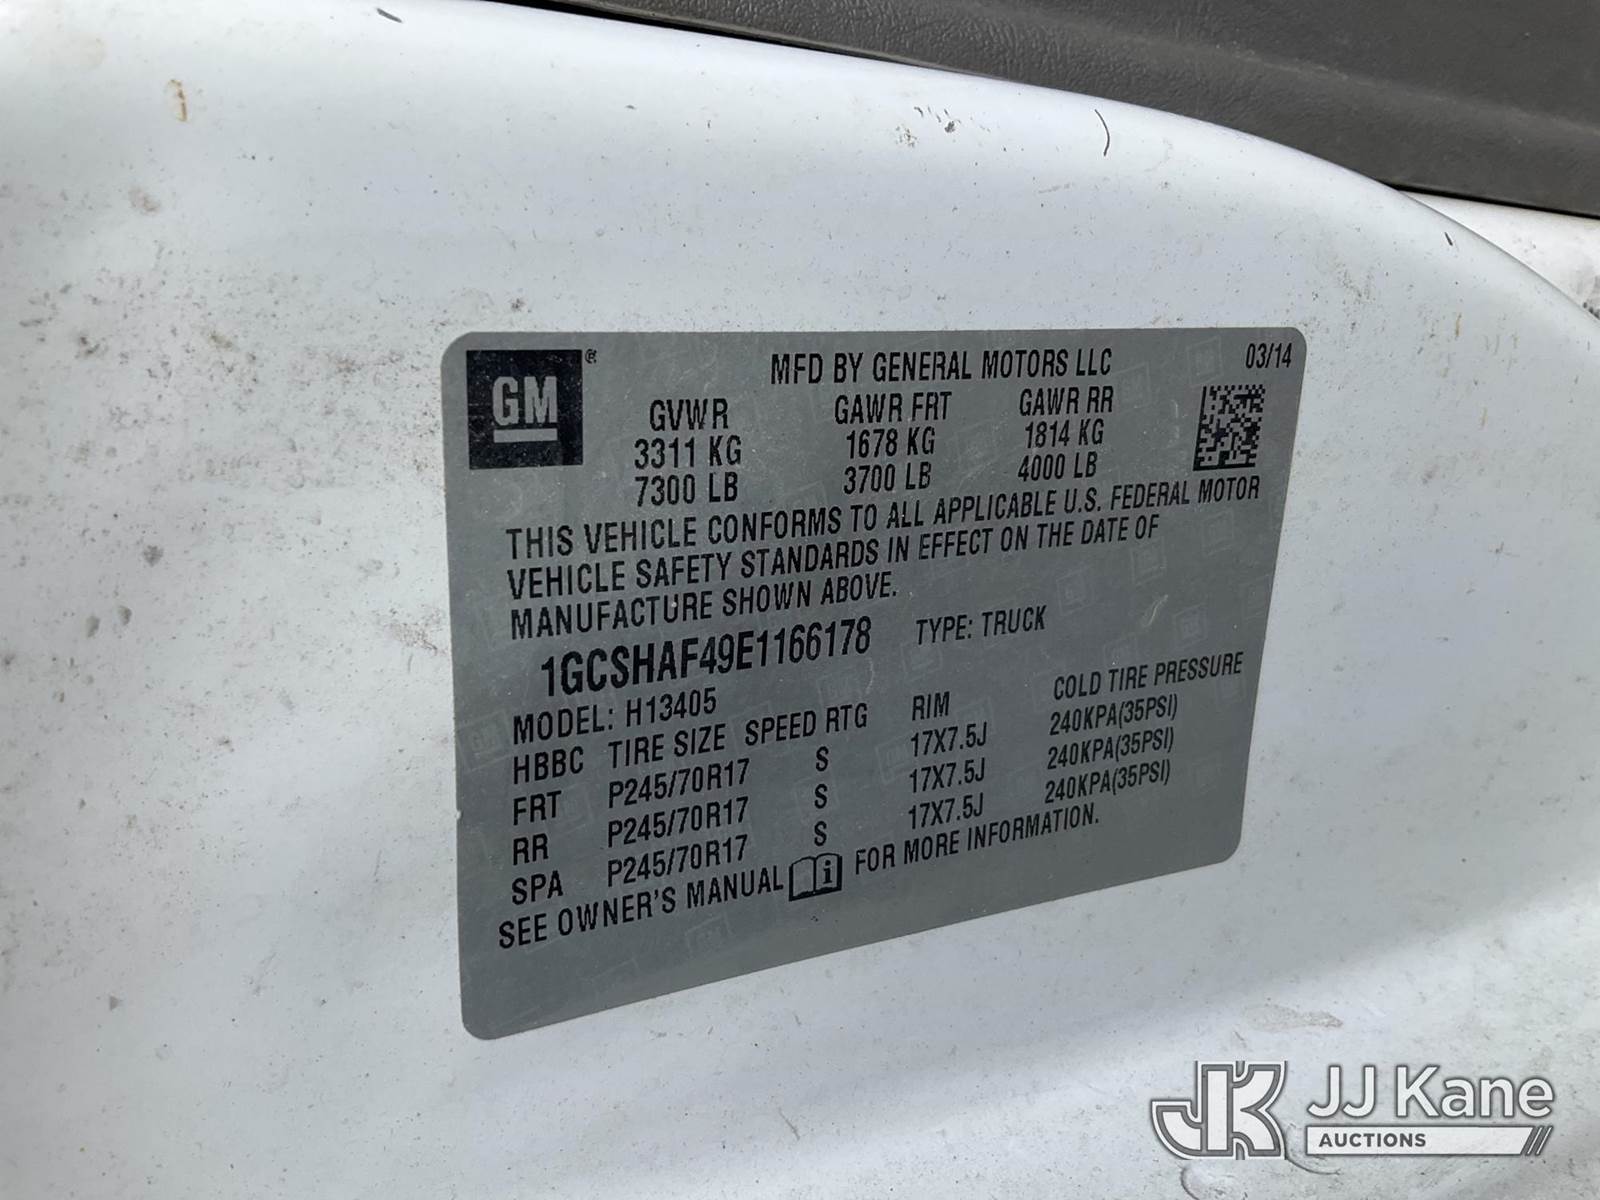 GM ®
MFD BY GENERAL MOTORS LLC 03/14
GVWR GAWR FRT GAWR RR
3311 KG 1678 KG 1814 KG
7300 LB 3700 LB 4000 LB
THIS VEHICLE CONFORMS TO ALL APPLICABLE U.S. FEDERAL MOTOR
VEHICLE SAFETY STANDARDS IN EFFECT ON THE DATE OF
MANUFACTURE SHOWN ABOVE.
1GCSHAF49E1166178 TYPE: TRUCK
MODEL: H13405
HBBC TIRE SIZE SPEED RTG RIM COLD TIRE PRESSURE
FRT P245/70R17 S 17X7.5J 240KPA(35PSI)
RR P245/70R17 S 17X7.5J 240KPA(35PSI)
SPA P245/70R17 S 17X7.5J 240KPA(35PSI)
SEE OWNER'S MANUAL i FOR MORE INFORMATION.
JK JJ Kane
AUCTIONS